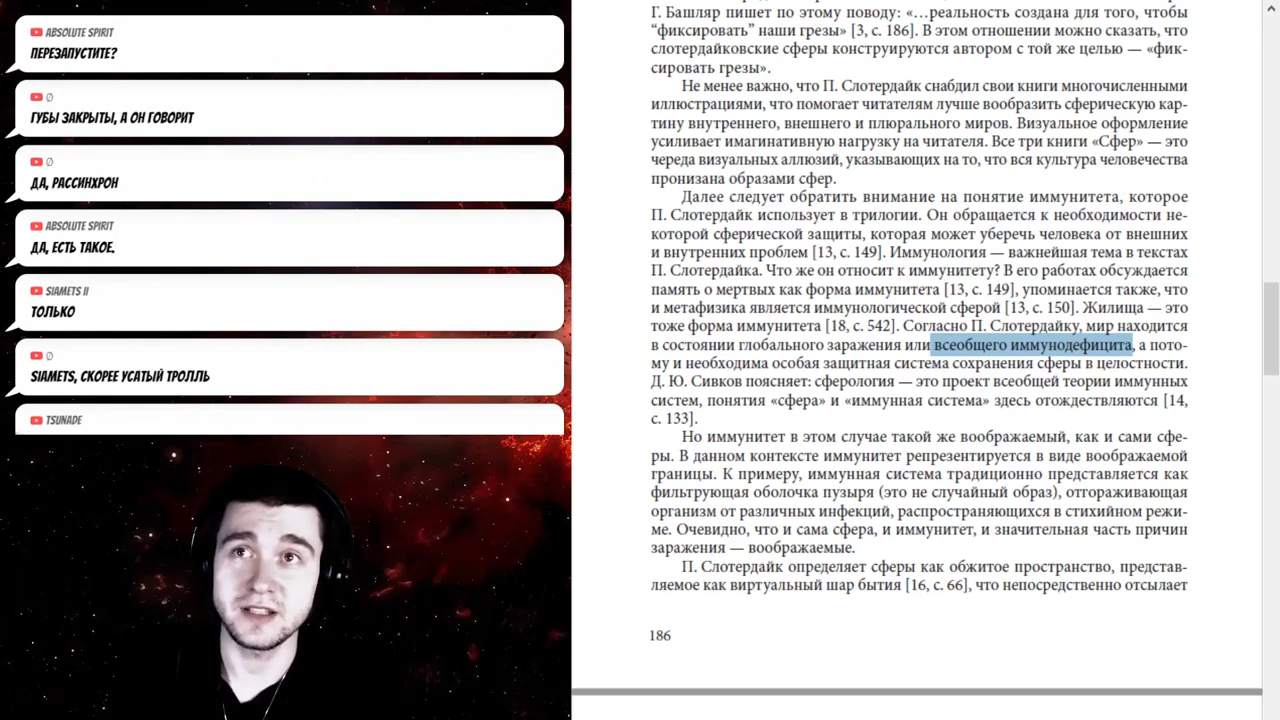 ABSOLUTE SPIRIT
ПЕРЕЗАПУСТИТЕ?
Ø
ГУБЫ ЗАКРЫТЫ, А ОН ГОВОРИТ
Ø
ДА, РАССИНХРОН
ABSOLUTE SPIRIT
ДА, ЕСТЬ ТАКОЕ.
SIAMETS II
ТОЛЬКО
Ø
SIAMETS, СКОРЕЕ УСАТЫЙ ТРОЛЛЬ
TSUNADE
Г. Башляр пишет по этому поводу: «…реальность создана для того, чтобы
“фиксировать” наши грезы» [3, с. 186]. В этом отношении можно сказать, что
слотердайковские сферы конструируются автором с той же целью — «фик-
сировать грезы».
Не менее важно, что П. Слотердайк снабдил свои книги многочисленными
иллюстрациями, что помогает читателям лучше вообразить сферическую кар-
тину внутреннего, внешнего и плюрального миров. Визуальное оформление
усиливает имагинативную нагрузку на читателя. Все три книги «Сфер» — это
череда визуальных аллюзий, указывающих на то, что вся культура человечества
пронизана образами сфер.
Далее следует обратить внимание на понятие иммунитета, которое
П. Слотердайк использует в трилогии. Он обращается к необходимости не-
которой сферической защиты, которая может уберечь человека от внешних
и внутренних проблем [13, с. 149]. Иммунология — важнейшая тема в текстах
П. Слотердайка. Что же он относит к иммунитету? В его работах обсуждается
память о мертвых как форма иммунитета [13, с. 149], упоминается также, что
и метафизика является иммунологической сферой [13, с. 150]. Жилища — это
тоже форма иммунитета [18, с. 542]. Согласно П. Слотердайку, мир находится
в состоянии глобального заражения или всеобщего иммунодефицита, а пото-
му и необходима особая защитная система сохранения сферы в целостности.
Д. Ю. Сивков поясняет: сферология — это проект всеобщей теории иммунных
систем, понятия «сфера» и «иммунная система» здесь отождествляются [14,
с. 133].
Но иммунитет в этом случае такой же воображаемый, как и сами сфе-
ры. В данном контексте иммунитет репрезентируется в виде воображаемой
границы. К примеру, иммунная система традиционно представляется как
фильтрующая оболочка пузыря (это не случайный образ), отгораживающая
организм от различных инфекций, распространяющихся в стихийном режи-
ме. Очевидно, что и сама сфера, и иммунитет, и значительная часть причин
заражения — воображаемые.
П. Слотердайк определяет сферы как обжитое пространство, представ-
ляемое как виртуальный шар бытия [16, с. 66], что непосредственно отсылает
186